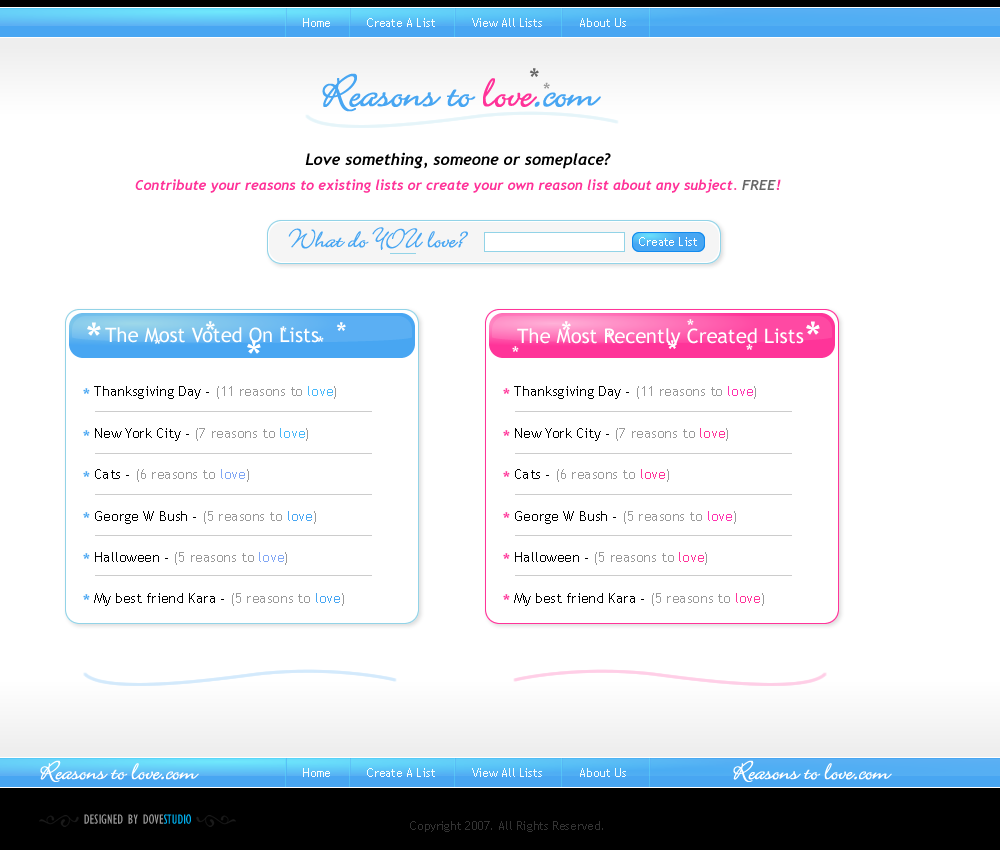 Home Create A List View All Lists About Us
Reasons to love.com
Love something, someone or someplace?
Contribute your reasons to existing lists or create your own reason list about any subject. FREE!
What do YOU love? Create List
The Most Voted On Lists
* Thanksgiving Day - (11 reasons to love)
* New York City - (7 reasons to love)
* Cats - (6 reasons to love)
* George W Bush - (5 reasons to love)
* Halloween - (5 reasons to love)
* My best friend Kara - (5 reasons to love)
The Most Recently Created Lists
* Thanksgiving Day - (11 reasons to love)
* New York City - (7 reasons to love)
* Cats - (6 reasons to love)
* George W Bush - (5 reasons to love)
* Halloween - (5 reasons to love)
* My best friend Kara - (5 reasons to love)
Reasons to love.com Home Create A List View All Lists About Us Reasons to love.com
DESIGNED BY DOVESTUDIO
Copyright 2007. All Rights Reserved.